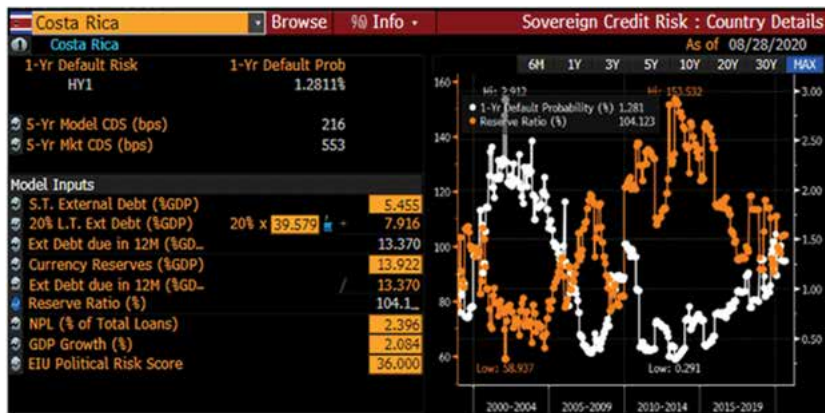 Costa Rica Browse 90 Info Sovereign Credit Risk : Country Details
Costa Rica As of 08/28/2020
1-Yr Default Risk 1-Yr Default Prob
HY1 1.2811%
5-Yr Model CDS (bps) 216
5-Yr Mkt CDS (bps) 553
Model Inputs
S.T. External Debt (%GDP) 5.455
20% L.T. Ext Debt (%GDP) 20% x 39.579 + 7.916
Ext Debt due in 12M (%GD… 13.370
Currency Reserves (%GDP) 13.922
Ext Debt due in 12M (%GD… / 13.370
Reserve Ratio (%) 104.1…
NPL (% of Total Loans) 2.396
GDP Growth (%) 2.084
EIU Political Risk Score 36.000
6M 1Y 3Y 5Y 10Y 20Y 30Y MAX
Hi: 2.912 Hi: 153.532
1-Yr Default Probability (%) 1.281
Reserve Ratio (%) 104.123
160
140
120
100
80
60
3.00
2.50
2.00
1.50
1.00
0.50
Low: 58.937 Low: 0.291
2000-2004 2005-2009 2010-2014 2015-2019